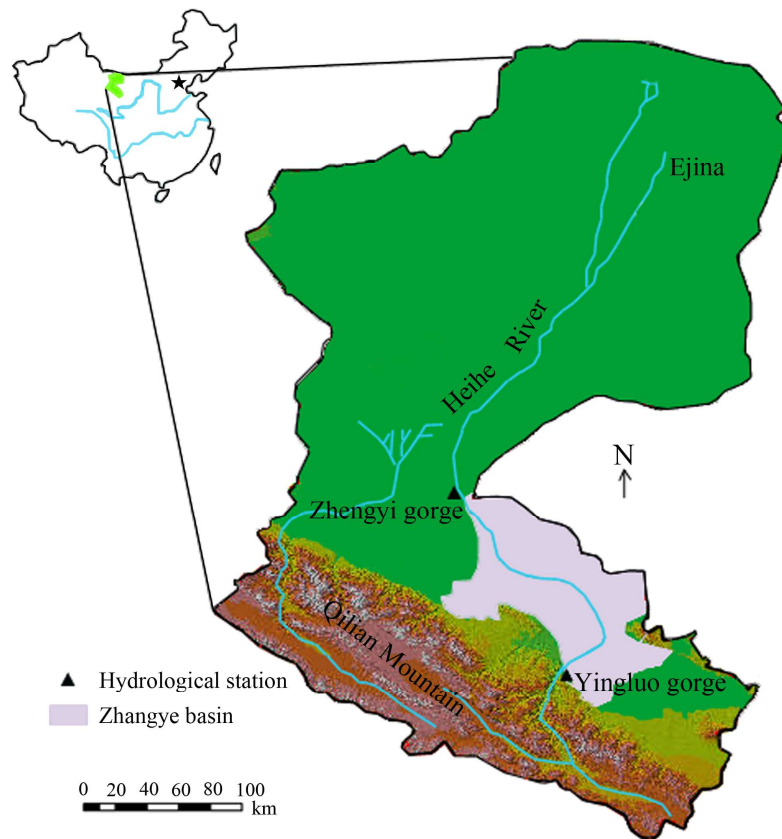 Ejina
Heihe River
N
Zhengyi gorge
Qilian Mountain
Yingluo gorge
Hydrological station
Zhangye basin
0 20 40 60 80 100
km